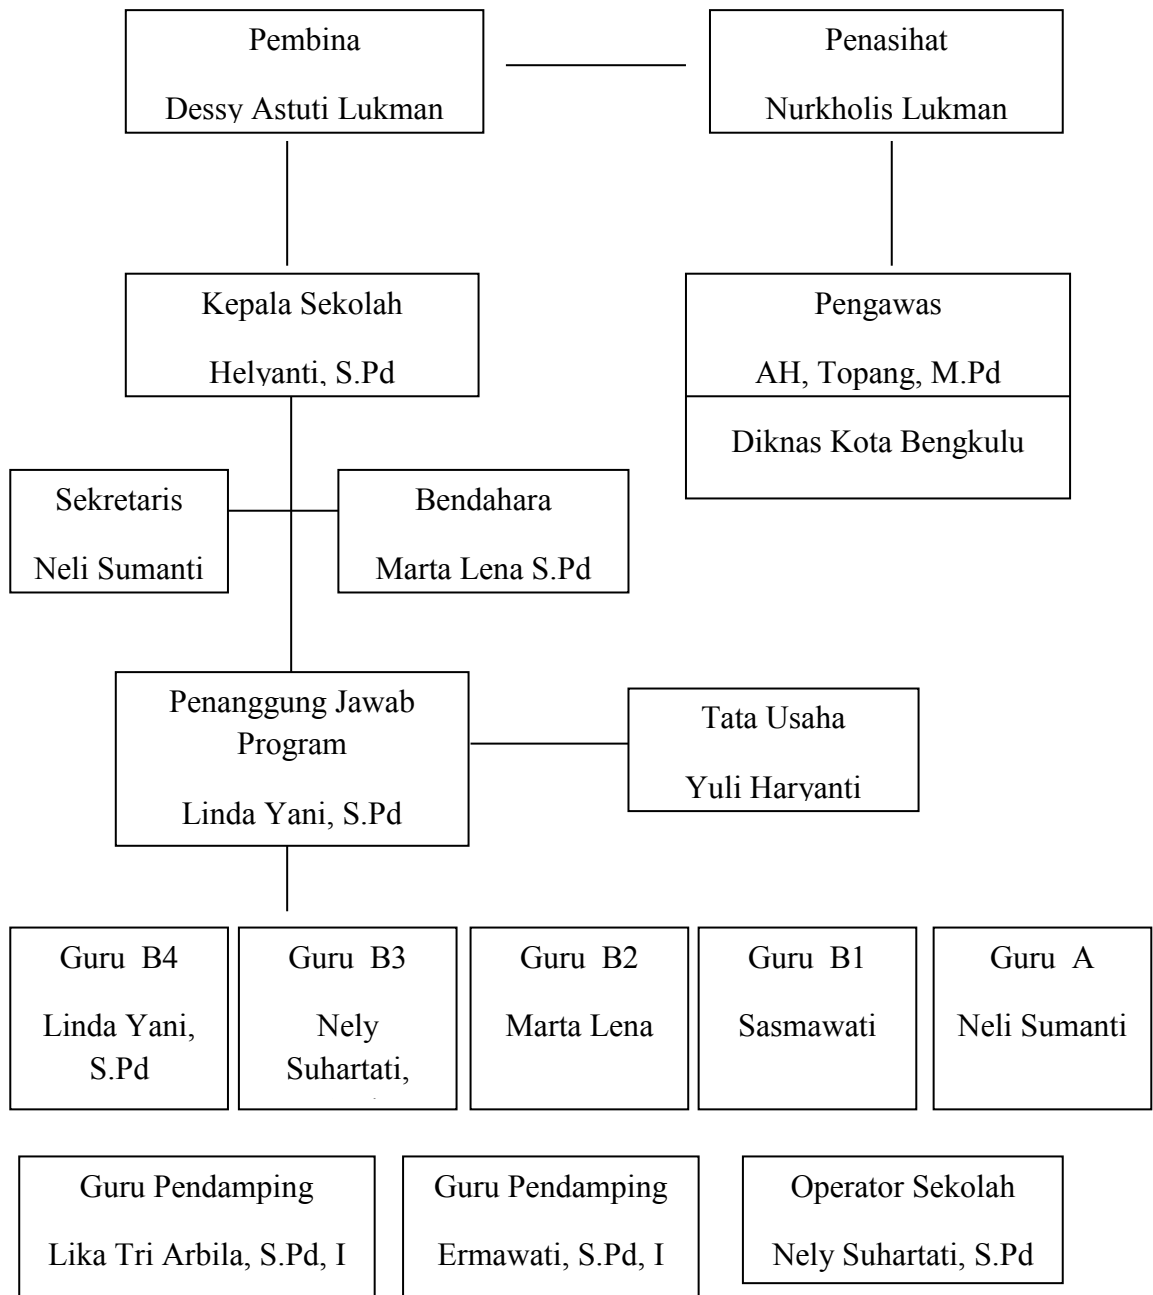 Pembina
Dessy Astuti Lukman
Penasihat
Nurkholis Lukman
Kepala Sekolah
Helyanti, S.Pd
Pengawas
AH, Topang, M.Pd
Diknas Kota Bengkulu
Sekretaris
Neli Sumanti
Bendahara
Marta Lena S.Pd
Penanggung Jawab
Program
Linda Yani, S.Pd
Tata Usaha
Yuli Haryanti
Guru  B4
Linda Yani,
S.Pd
Guru  B3
Nely
Suhartati,
Guru  B2
Marta Lena
Guru  B1
Sasmawati
Guru  A
Neli Sumanti
Guru Pendamping
Lika Tri Arbila, S.Pd, I
Guru Pendamping
Ermawati, S.Pd, I
Operator Sekolah
Nely Suhartati, S.Pd